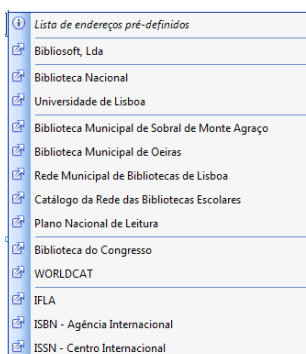 Lista de endereços pré-definidos
Bibliosoft, Lda
Biblioteca Nacional
Universidade de Lisboa
Biblioteca Municipal de Sobral de Monte Agraço
Biblioteca Municipal de Oeiras
Rede Municipal de Bibliotecas de Lisboa
Catálogo da Rede das Bibliotecas Escolares
Plano Nacional de Leitura
Biblioteca do Congresso
WORLDCAT
IFLA
ISBN - Agência Internacional
ISSN - Centro Internacional